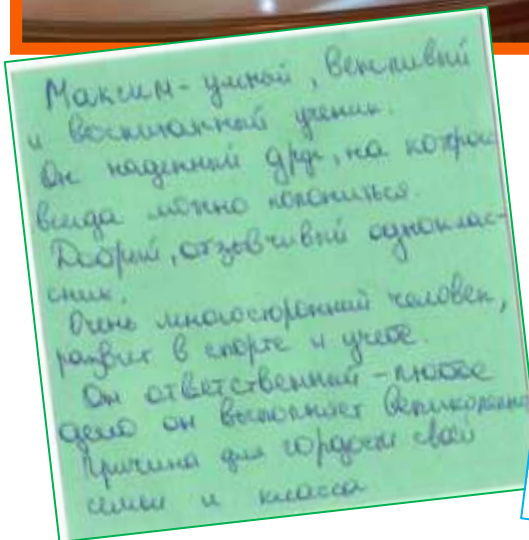 Максим - умный, вежливый
и воспитанный ученик.
Он надежный друг, на которого
всегда можно положиться.
Добрый, отзывчивый одноклас-
сник.
Очень многосторонний человек,
развит в спорте и учебе.
Он ответственный - любое
дело он выполняет великолепно
Причина для гордости своей
семьи и класса